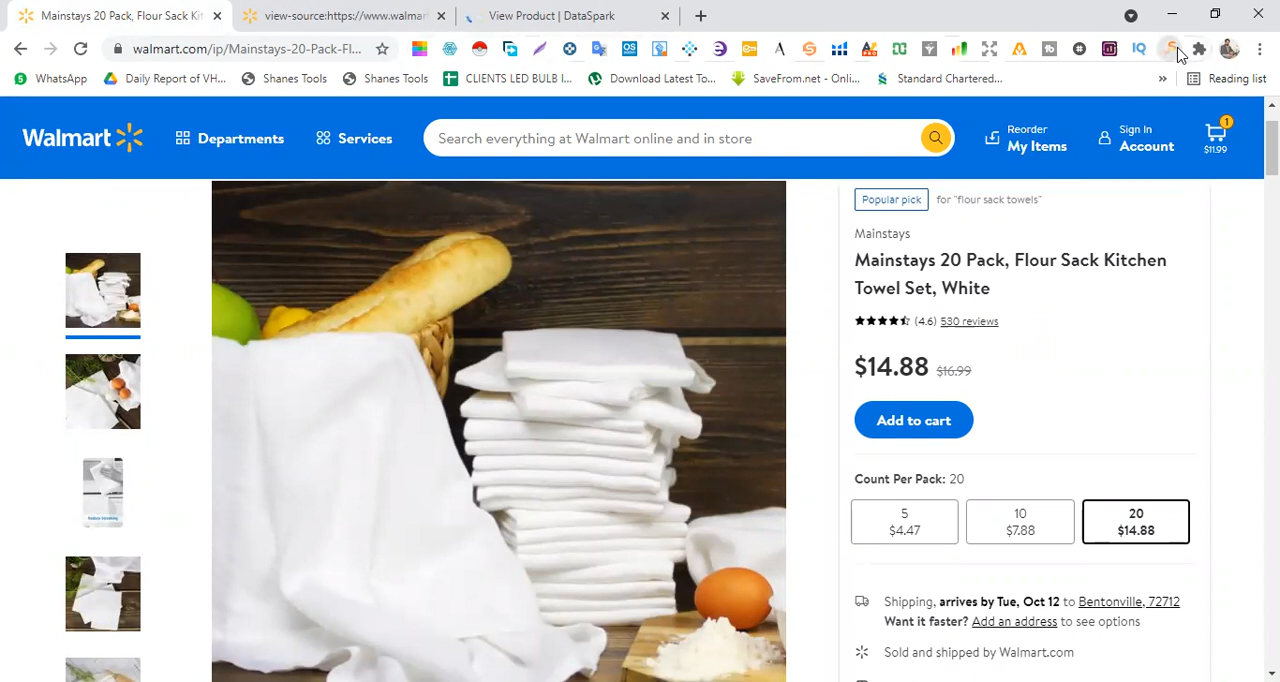 Mainstays 20 Pack, Flour Sack Kit
view-source:https://www.walmar
View Product | DataSpark
walmart.com/ip/Mainstays-20-Pack-Fl...
WhatsApp
Daily Report of VH...
Shanes Tools
Shanes Tools
CLIENTS LED BULB I...
Download Latest To...
SaveFrom.net - Onli...
Standard Chartered...
»
Reading list
Walmart
Departments
Services
Search everything at Walmart online and in store
Reorder
My Items
Sign In
Account
1
$11.99
Popular pick
for "flour sack towels"
Mainstays
Mainstays 20 Pack, Flour Sack Kitchen
Towel Set, White
(4.6) 530 reviews
$14.88 $16.99
Add to cart
Count Per Pack: 20
5
$4.47
10
$7.88
20
$14.88
Shipping, arrives by Tue, Oct 12 to Bentonville, 72712
Want it faster? Add an address to see options
Sold and shipped by Walmart.com